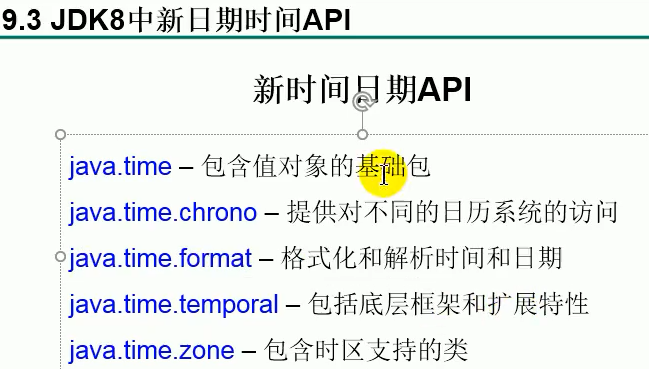 9.3 JDK8中新日期时间API
新时间日期API
java.time – 包含值对象的基础包
java.time.chrono – 提供对不同的日历系统的访问
java.time.format – 格式化和解析时间和日期
java.time.temporal – 包括底层框架和扩展特性
java.time.zone – 包含时区支持的类